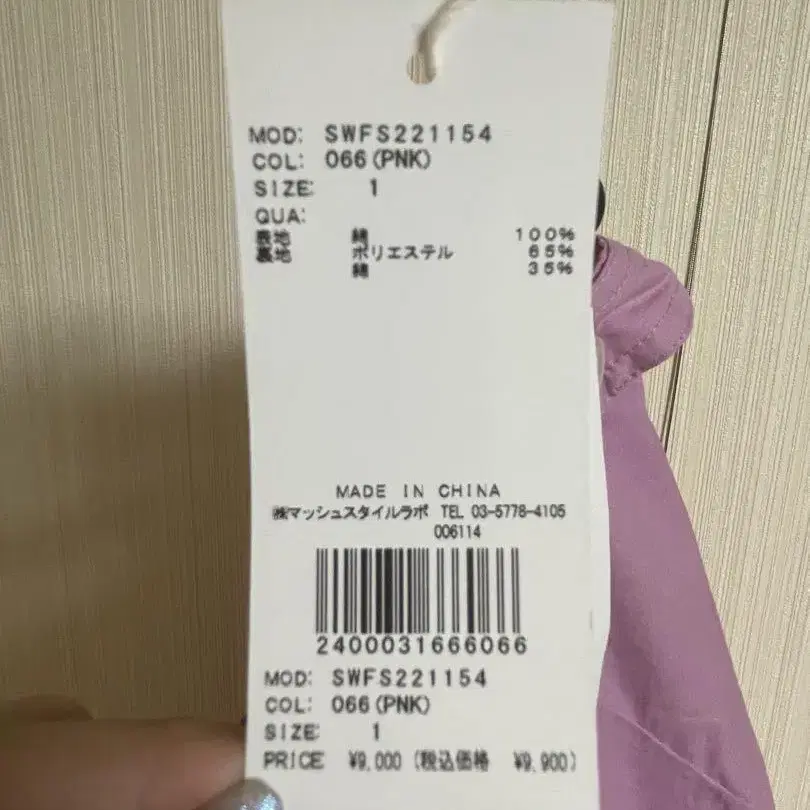 MOD: SWFS221154
COL: 066(PNK)
SIZE: 1
QUA:
表地 綿 100%
裏地 ポリエステル 65%
綿 35%
MADE IN CHINA
㈱マッシュスタイルラボ TEL 03-5778-4105
006114
2400031666066
MOD: SWFS221154
COL: 066(PNK)
SIZE: 1
PRICE ¥9,000 (税込価格 ¥9,900)